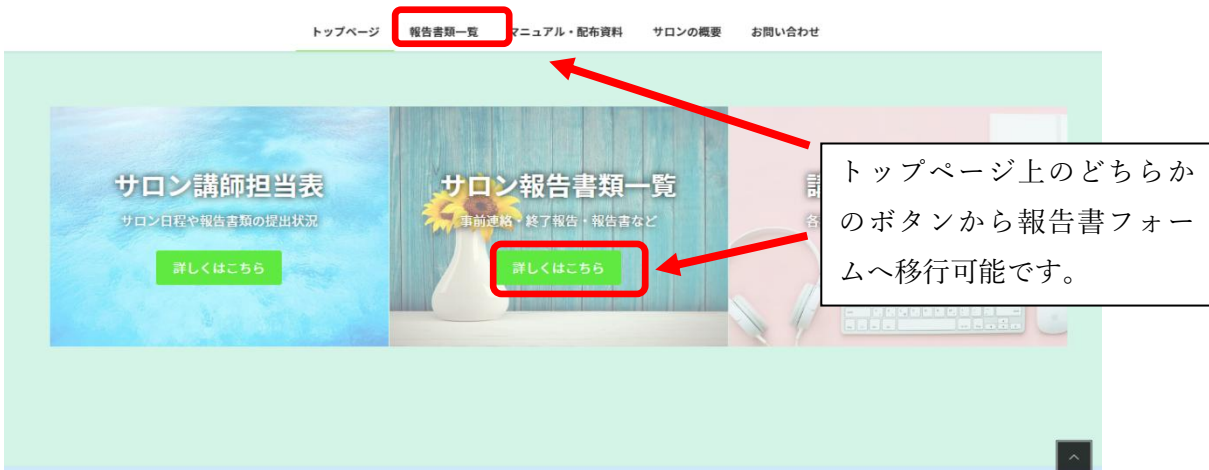 トップページ 報告書類一覧 マニュアル・配布資料 サロンの概要 お問い合わせ
サロン講師担当表
サロン日程や報告書類の提出状況
詳しくはこちら
サロン報告書類一覧
事前連絡・終了報告・報告書など
詳しくはこちら
トップページ上のどちらか
のボタンから報告書フォー
ムへ移行可能です。